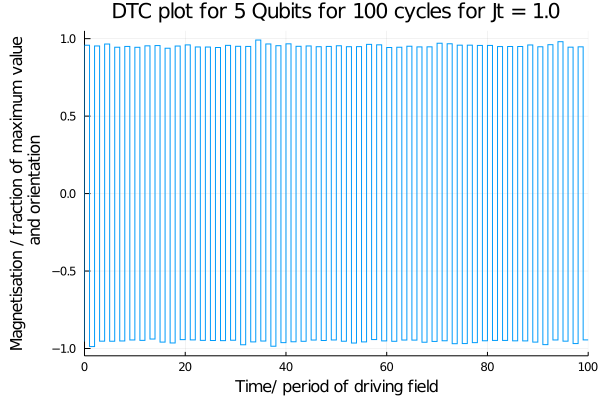 DTC plot for 5 Qubits for 100 cycles for Jt = 1.0
Magnetisation / fraction of maximum value
and orientation
1.0
0.5
0.0
−0.5
−1.0
0 20 40 60 80 100
Time/ period of driving field